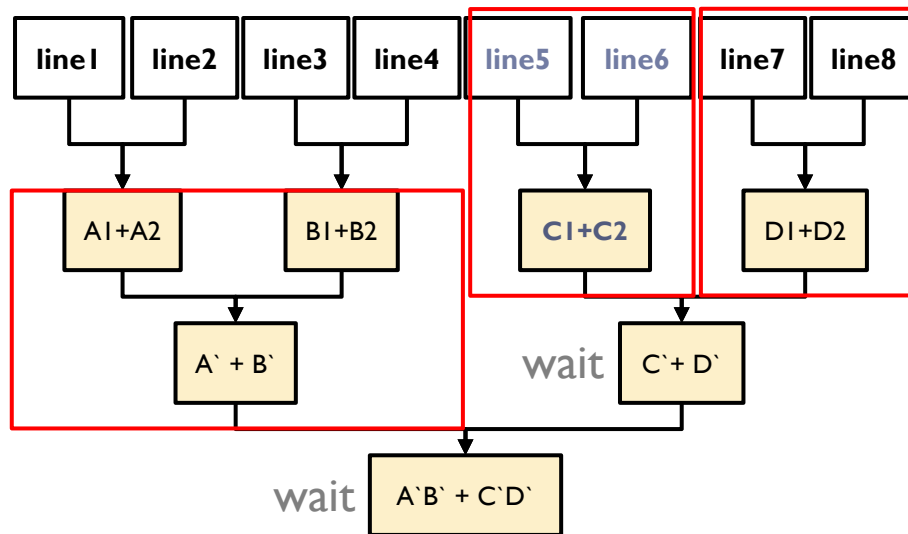 line1 line2 line3 line4 line5 line6 line7 line8
A1+A2 B1+B2 C1+C2 D1+D2
A` + B` wait C`+ D`
wait A`B` + C`D`